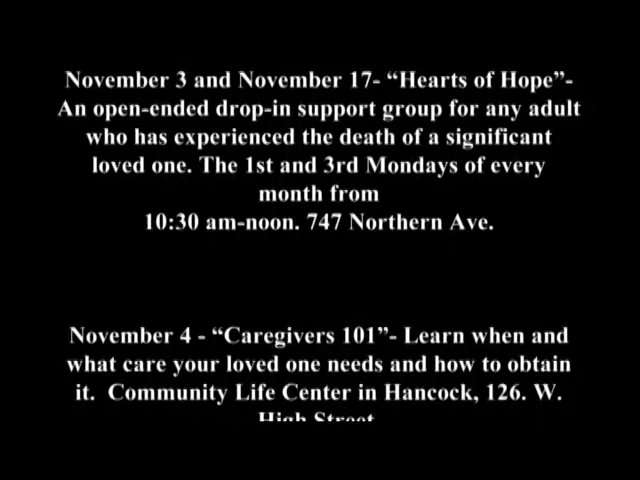 November 3 and November 17- “Hearts of Hope”-
An open-ended drop-in support group for any adult
who has experienced the death of a significant
loved one. The 1st and 3rd Mondays of every
month from
10:30 am-noon. 747 Northern Ave.
November 4 - “Caregivers 101”- Learn when and
what care your loved one needs and how to obtain
it.  Community Life Center in Hancock, 126. W.
High Street